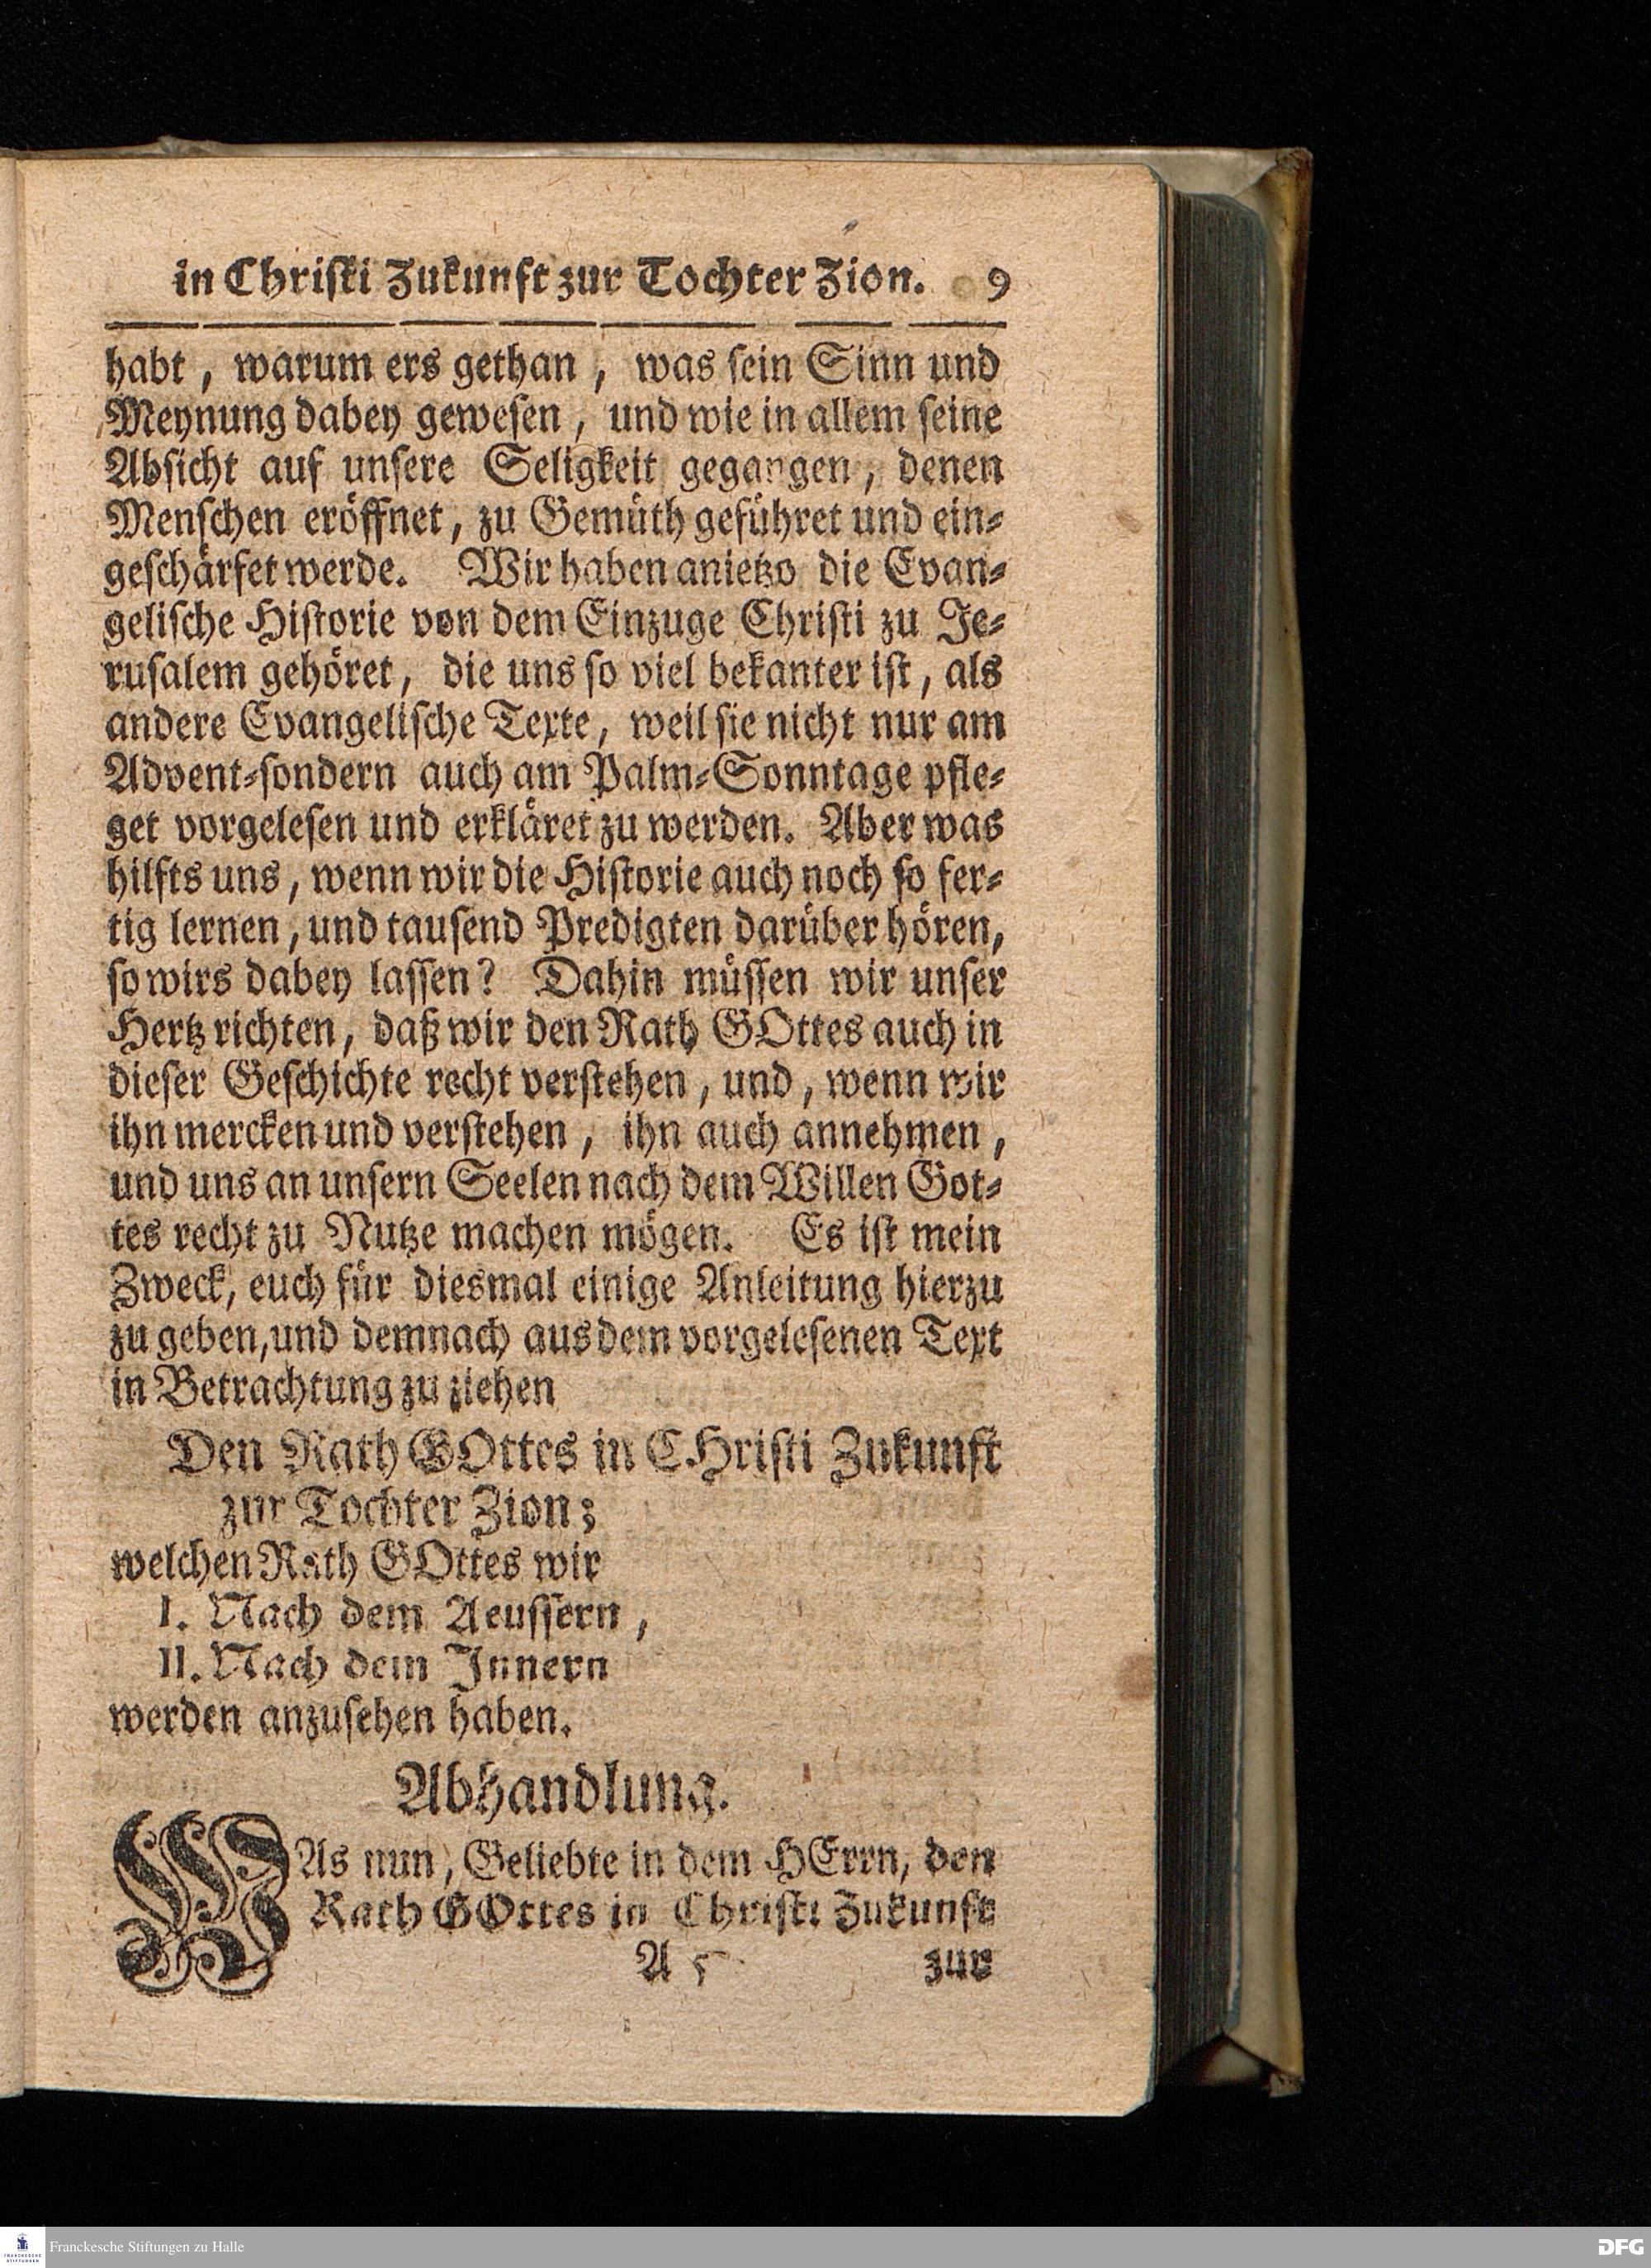 in Christi Zukunft zur Tochter Zion. 9
habt, warum ers gethan, was sein Sinn und
Meynung dabey gewesen, und wie in allem seine
Absicht auf unsere Seligkeit gegangen, denen
Menschen eröffnet, zu Gemüth geführet und ein-
geschärfet werde. Wir haben anietzo die Evan-
gelische Historie von dem Einzuge Christi zu Je-
rusalem gehöret, die uns so viel bekanter ist, als
andere Evangelische Texte, weil sie nicht nur am
Advent-sondern auch am Palm-Sonntage pfle-
get vorgelesen und erkläret zu werden. Aber was
hilfts uns, wenn wir die Historie auch noch so fer-
tig lernen, und tausend Predigten darüber hören,
so wirs dabey lassen? Dahin müssen wir unser
Hertz richten, daß wir den Rath GOttes auch in
dieser Geschichte recht verstehen, und, wenn wir
ihn mercken und verstehen, ihn auch annehmen,
und uns an unsern Seelen nach dem Willen Got-
tes recht zu Nutze machen mögen. Es ist mein
Zweck, euch für diesmal einige Anleitung hierzu
zu geben, und demnach aus dem vorgelesenen Text
in Betrachtung zu ziehen
Den Rath GOttes in CHristi Zukunft
zur Tochter Zion;
welchen Rath GOttes wir
I. Nach dem Aeussern,
II. Nach dem Innern
werden anzusehen haben.
Abhandlung.
WAs nun, Geliebte in dem HErrn, den
Rath GOttes in Christi Zukunft
A 5 zur
FRANCKESCHE STIFTUNGEN
Franckesche Stiftungen zu Halle
DFG